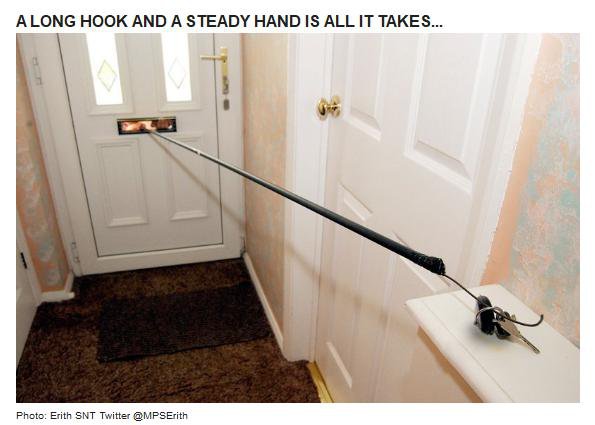 A LONG HOOK AND A STEADY HAND IS ALL IT TAKES...
Photo: Erith SNT Twitter @MPSErith